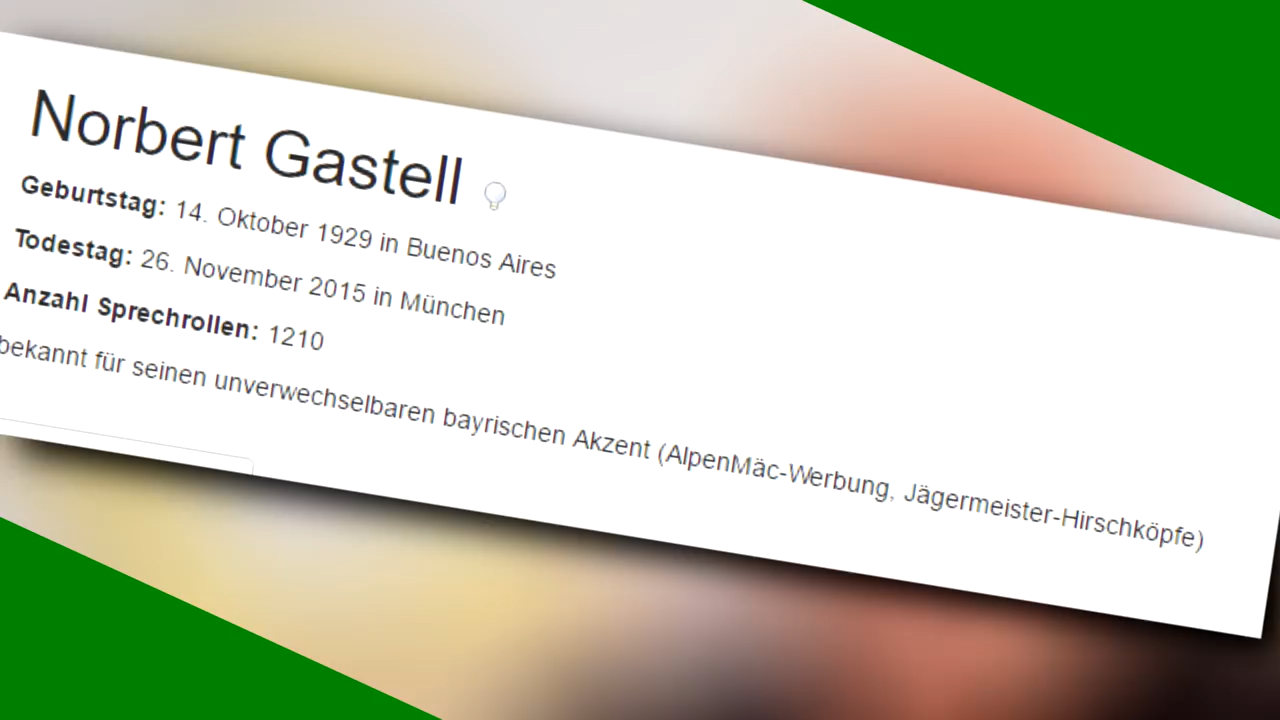 Norbert Gastell
Geburtstag: 14. Oktober 1929 in Buenos Aires
Todestag: 26. November 2015 in München
Anzahl Sprechrollen: 1210
bekannt für seinen unverwechselbaren bayrischen Akzent (AlpenMäc-Werbung, Jägermeister-Hirschköpfe)